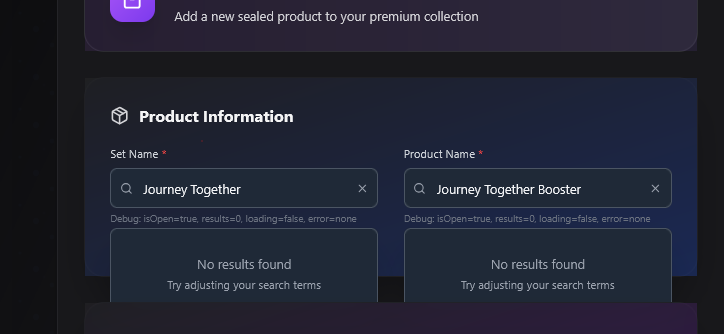 Add a new sealed product to your premium collection
Product Information
Set Name *
Journey Together
Debug: isOpen=true, results=0, loading=false, error=none
No results found
Try adjusting your search terms
Product Name *
Journey Together Booster
Debug: isOpen=true, results=0, loading=false, error=none
No results found
Try adjusting your search terms